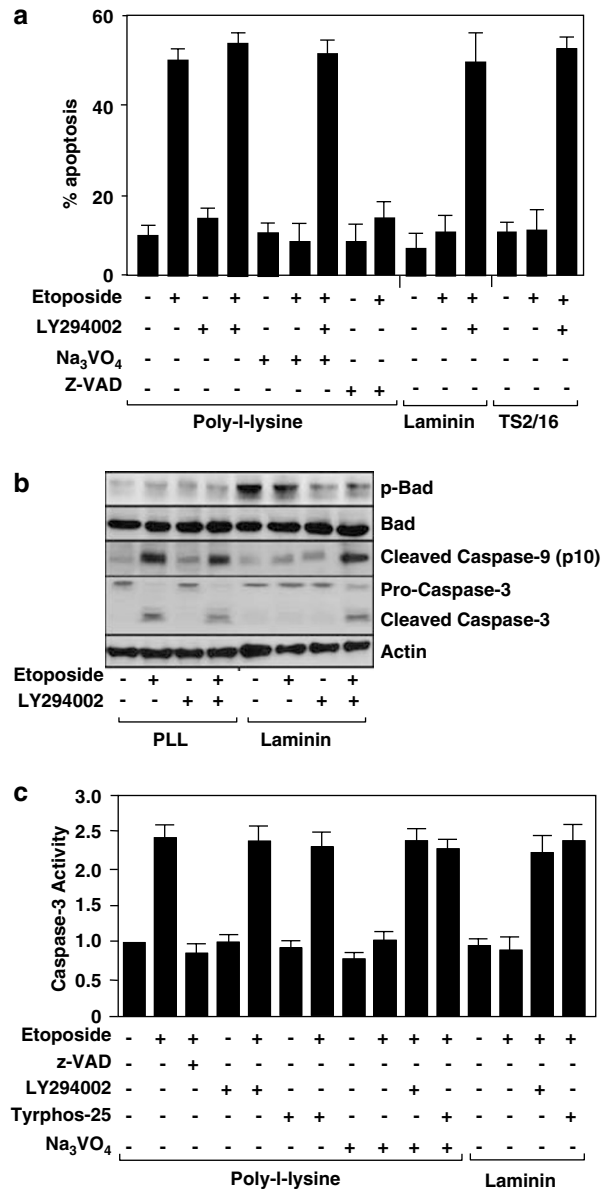 a
60
40
20
0
% apoptosis
Etoposide - + - + - + + - + - + + - + +
LY294002 - - + + - - + - - - - + - - +
Na3VO4 - - - - + + + - - - - - - - -
Z-VAD - - - - - - - + + - - - - - -
Poly-l-lysine Laminin TS2/16
b
p-Bad
Bad
Cleaved Caspase-9 (p10)
Pro-Caspase-3
Cleaved Caspase-3
Actin
Etoposide - + - + - + - +
LY294002 - - + + - - + +
PLL Laminin
c
3.0
2.5
2.0
1.5
1.0
0.5
0
Caspase-3 Activity
Etoposide - + + - + - + - + + + - + + +
z-VAD - - + - - - - - - - - - - - -
LY294002 - - - + + - - - - + - - - + -
Tyrphos-25 - - - - - + + - - - + - - - +
Na3VO4 - - - - - - - + + + + - - - -
Poly-l-lysine Laminin